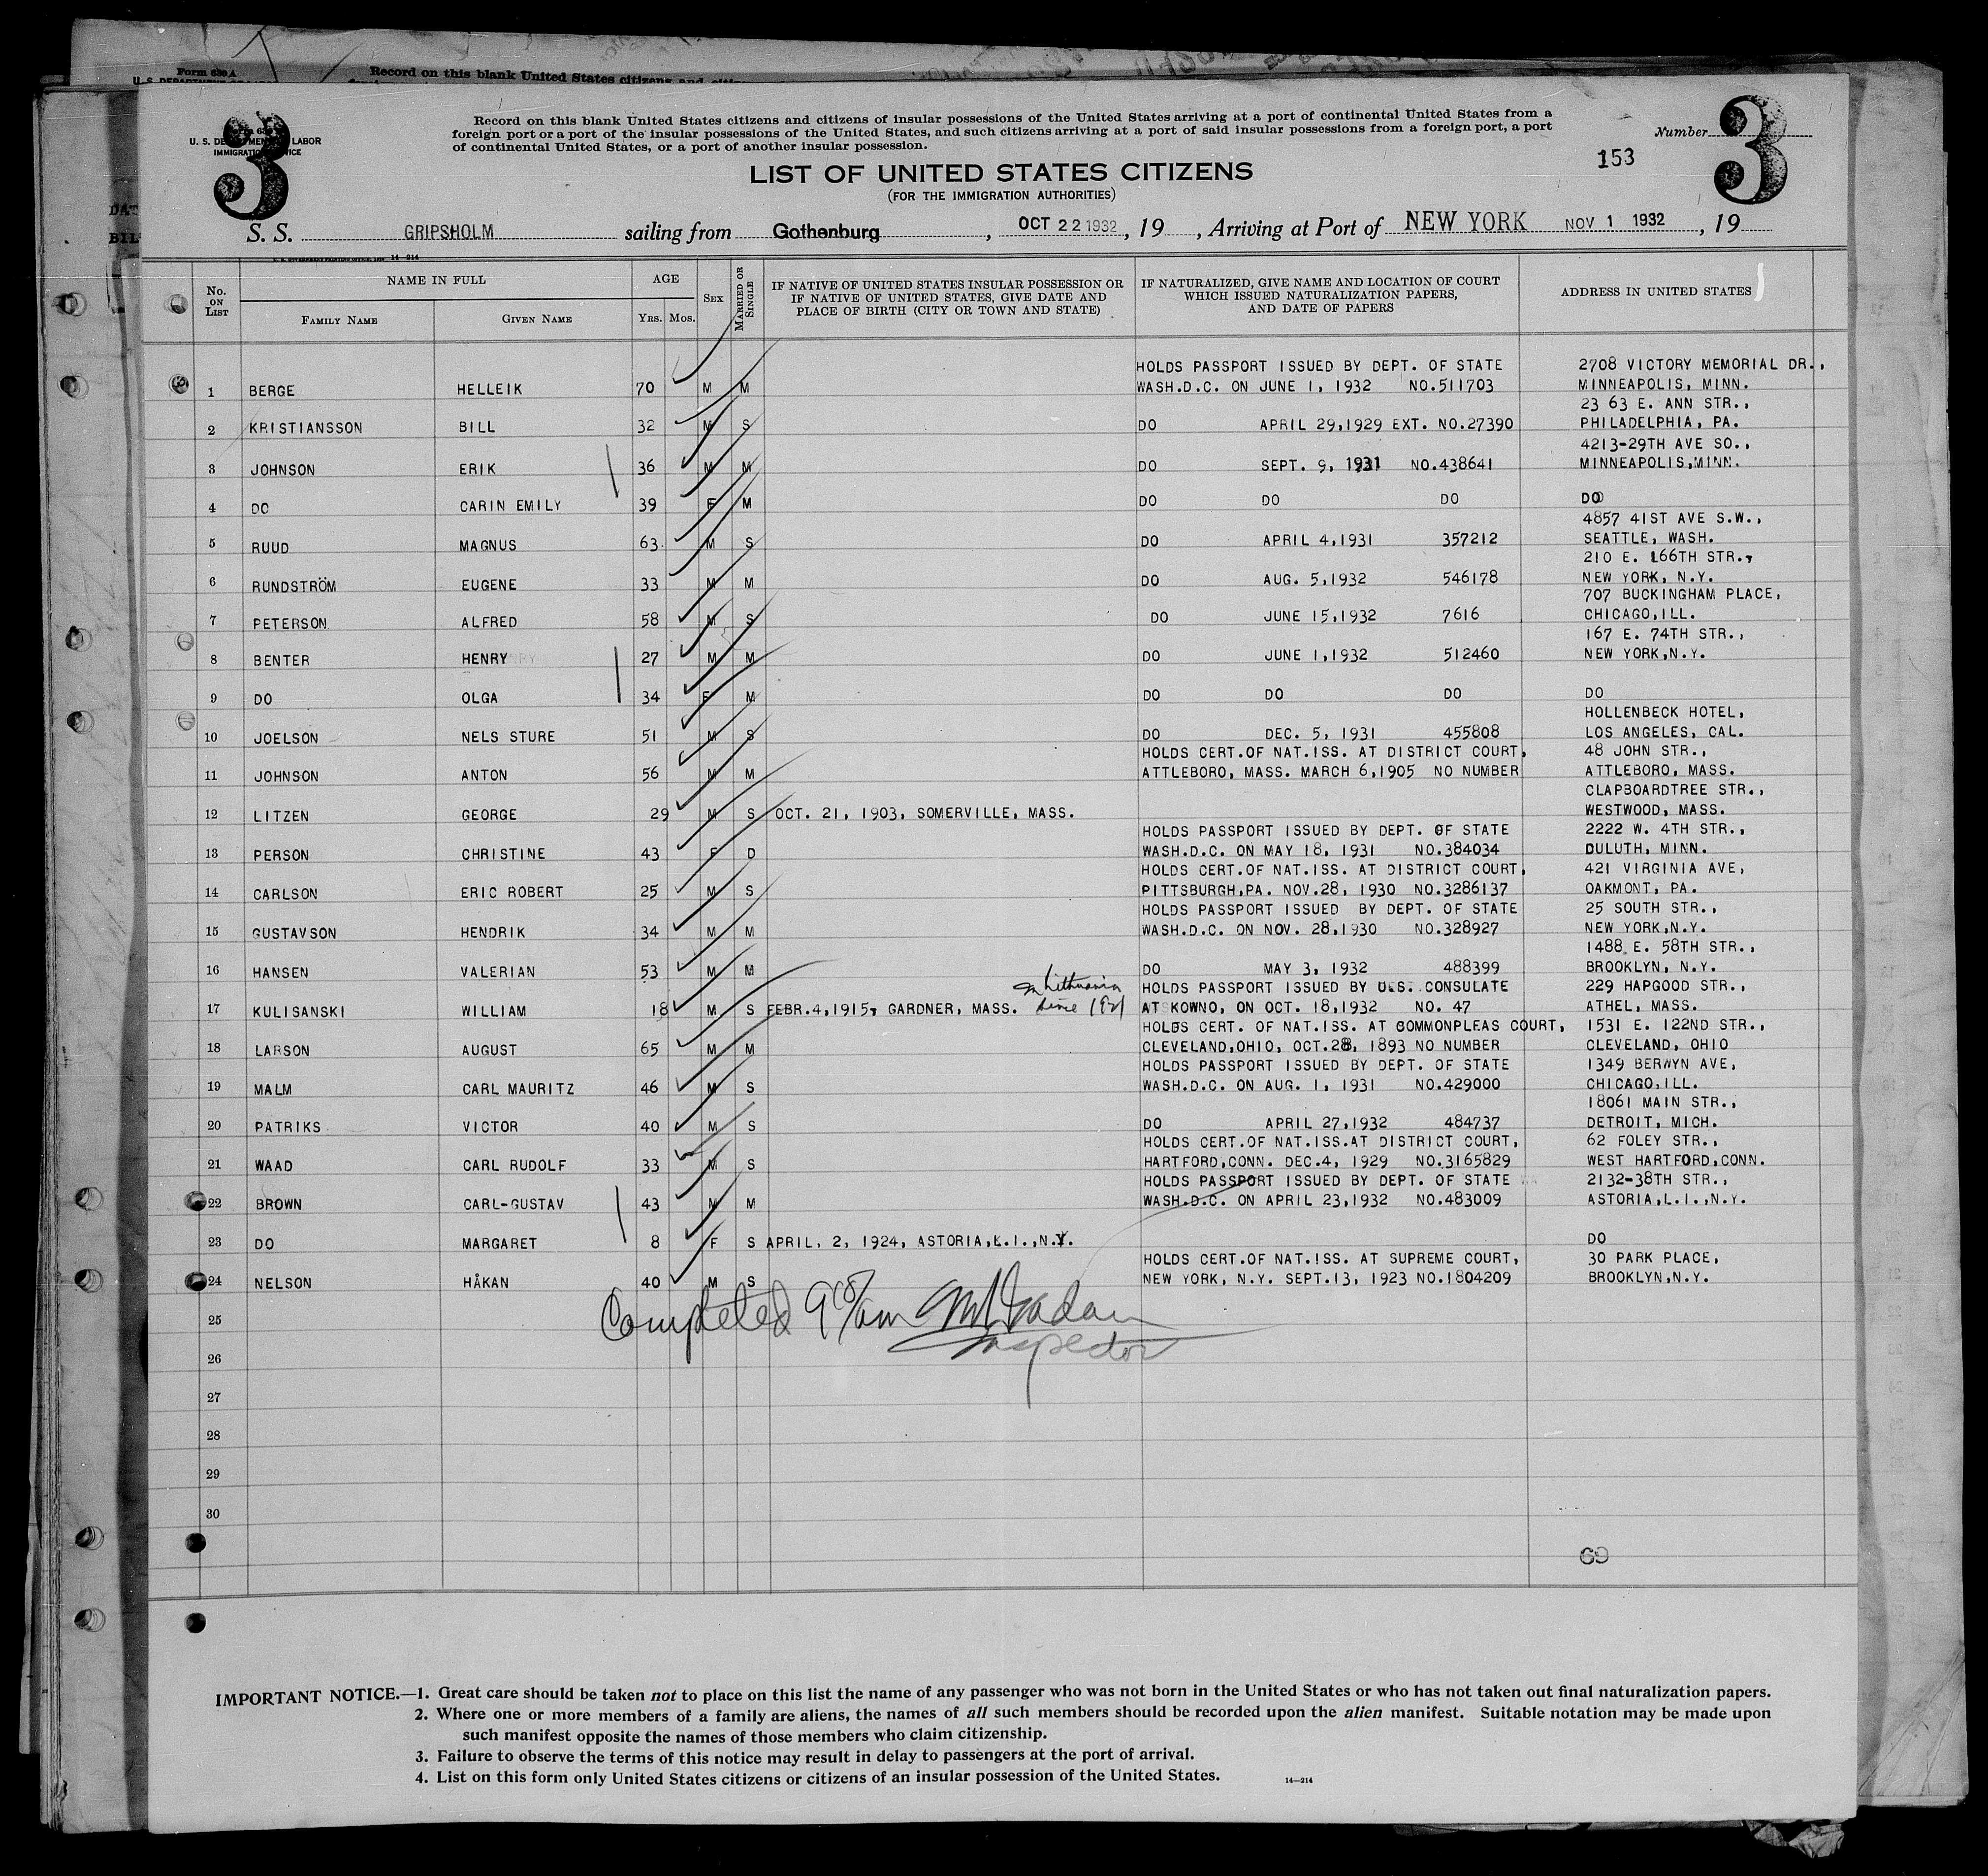 Form 630 A
Record on this blank United States citizens and
3
U. S. DEPARTMENT OF LABOR
IMMIGRATION SERVICE
Record on this blank United States citizens and citizens of insular possessions of the United States arriving at a port of continental United States from a
foreign port or a port of the insular possessions of the United States, and such citizens arriving at a port of said insular possessions from a foreign port, a port
of continental United States, or a port of another insular possession.
Number 3
153
LIST OF UNITED STATES CITIZENS
(FOR THE IMMIGRATION AUTHORITIES)
S. S. GRIPSHOLM sailing from Gothenburg, OCT 22 1932, 19 , Arriving at Port of NEW YORK NOV 1 1932, 19
14-214
No. ON LIST
NAME IN FULL
FAMILY NAME GIVEN NAME
AGE
Yrs. Mos.
SEX
MARRIED OR SINGLE
IF NATIVE OF UNITED STATES INSULAR POSSESSION OR
IF NATIVE OF UNITED STATES, GIVE DATE AND
PLACE OF BIRTH (CITY OR TOWN AND STATE)
IF NATURALIZED, GIVE NAME AND LOCATION OF COURT
WHICH ISSUED NATURALIZATION PAPERS,
AND DATE OF PAPERS
ADDRESS IN UNITED STATES
HOLDS PASSPORT ISSUED BY DEPT. OF STATE 2708 VICTORY MEMORIAL DR.,
1 BERGE HELLEIK 70 M M WASH.D.C. ON JUNE 1, 1932 NO.511703 MINNEAPOLIS, MINN.
23 63 E. ANN STR.,
2 KRISTIANSSON BILL 32 M S DO APRIL 29,1929 EXT. NO.27390 PHILADELPHIA, PA.
4213-29TH AVE SO.,
3 JOHNSON ERIK 36 M M DO SEPT. 9, 1931 NO.438641 MINNEAPOLIS,MINN.
4 DO CARIN EMILY 39 F M DO DO DO DO
4857 41ST AVE S.W.,
5 RUUD MAGNUS 63 M S DO APRIL 4,1931 357212 SEATTLE, WASH.
210 E. 166TH STR.,
6 RUNDSTRÖM EUGENE 33 M M DO AUG. 5,1932 546178 NEW YORK, N.Y.
707 BUCKINGHAM PLACE,
7 PETERSON ALFRED 58 M S DO JUNE 15,1932 7616 CHICAGO,ILL.
167 E. 74TH STR.,
8 BENTER HENRY 27 M M DO JUNE 1,1932 512460 NEW YORK,N.Y.
9 DO OLGA 34 F M DO DO DO DO
HOLLENBECK HOTEL,
10 JOELSON NELS STURE 51 M S DO DEC. 5, 1931 455808 LOS ANGELES, CAL.
HOLDS CERT.OF NAT.ISS. AT DISTRICT COURT, 48 JOHN STR.,
11 JOHNSON ANTON 56 M M ATTLEBORO, MASS. MARCH 6,1905 NO NUMBER ATTLEBORO, MASS.
CLAPBOARDTREE STR.,
12 LITZEN GEORGE 29 M S OCT. 21, 1903, SOMERVILLE, MASS. WESTWOOD, MASS.
HOLDS PASSPORT ISSUED BY DEPT. OF STATE 2222 W. 4TH STR.,
13 PERSON CHRISTINE 43 F D WASH.D.C. ON MAY 18, 1931 NO.384034 DULUTH, MINN.
HOLDS CERT.OF NAT.ISS. AT DISTRICT COURT, 421 VIRGINIA AVE,
14 CARLSON ERIC ROBERT 25 M S PITTSBURGH,PA. NOV.28, 1930 NO.3286137 OAKMONT, PA.
HOLDS PASSPORT ISSUED BY DEPT. OF STATE 25 SOUTH STR.,
15 GUSTAVSON HENDRIK 34 M M WASH.D.C. ON NOV. 28,1930 NO.328927 NEW YORK,N.Y.
1488 E. 58TH STR.,
16 HANSEN VALERIAN 53 M M DO MAY 3, 1932 488399 BROOKLYN, N.Y.
in Lithuania HOLDS PASSPORT ISSUED BY U.S. CONSULATE 229 HAPGOOD STR.,
17 KULISANSKI WILLIAM 18 M S FEBR.4,1915, GARDNER, MASS. since 1921 AT KOWNO, ON OCT. 18,1932 NO. 47 ATHEL, MASS.
HOLDS CERT. OF NAT.ISS. AT COMMONPLEAS COURT, 1531 E. 122ND STR.,
18 LARSON AUGUST 65 M M CLEVELAND,OHIO, OCT.28, 1893 NO NUMBER CLEVELAND, OHIO
HOLDS PASSPORT ISSUED BY DEPT. OF STATE 1349 BERWYN AVE,
19 MALM CARL MAURITZ 46 M S WASH.D.C. ON AUG. 1, 1931 NO.429000 CHICAGO,ILL.
18061 MAIN STR.,
20 PATRIKS VICTOR 40 M S DO APRIL 27,1932 484737 DETROIT, MICH.
HOLDS CERT.OF NAT.ISS.AT DISTRICT COURT, 62 FOLEY STR.,
21 WAAD CARL RUDOLF 33 M S HARTFORD,CONN. DEC.4, 1929 NO.3165829 WEST HARTFORD,CONN.
HOLDS PASSPORT ISSUED BY DEPT. OF STATE 2132-38TH STR.,
22 BROWN CARL-GUSTAV 43 M M WASH.D.C. ON APRIL 23,1932 NO.483009 ASTORIA,L.I.,N.Y.
23 DO MARGARET 8 F S APRIL. 2, 1924, ASTORIA,L.I.,N.Y. DO
HOLDS CERT.OF NAT.ISS. AT SUPREME COURT, 30 PARK PLACE,
24 NELSON HÅKAN 40 M S NEW YORK, N.Y. SEPT.13, 1923 NO.1804209 BROOKLYN,N.Y.
Completed
25
Inspector
26
27
28
29
30
69
IMPORTANT NOTICE.—1. Great care should be taken not to place on this list the name of any passenger who was not born in the United States or who has not taken out final naturalization papers.
2. Where one or more members of a family are aliens, the names of all such members should be recorded upon the alien manifest. Suitable notation may be made upon
such manifest opposite the names of those members who claim citizenship.
3. Failure to observe the terms of this notice may result in delay to passengers at the port of arrival.
4. List on this form only United States citizens or citizens of an insular possession of the United States. 14—214